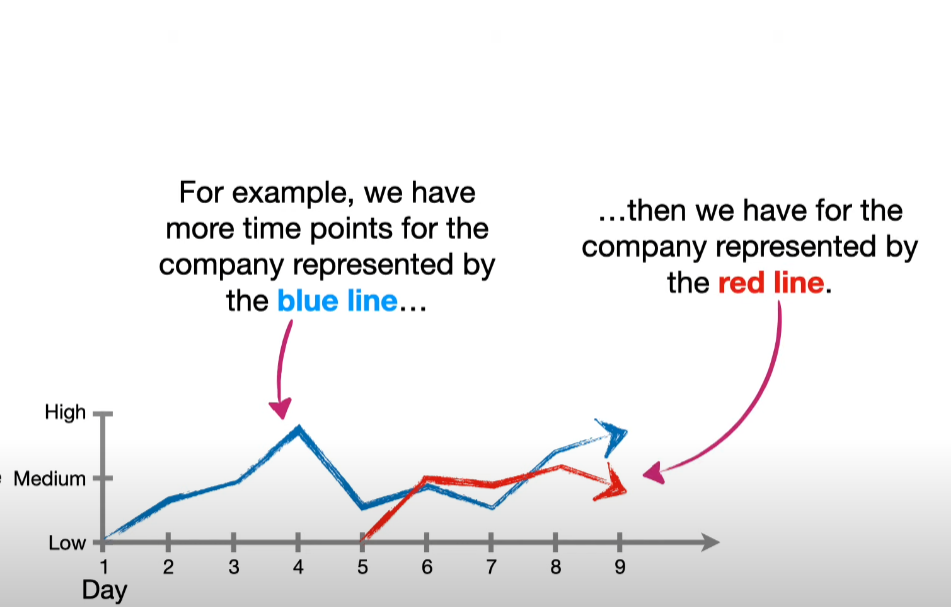 For example, we have
more time points for the
company represented by
the blue line…
…then we have for the
company represented by
the red line.
High
Medium
Low
1 2 3 4 5 6 7 8 9
Day